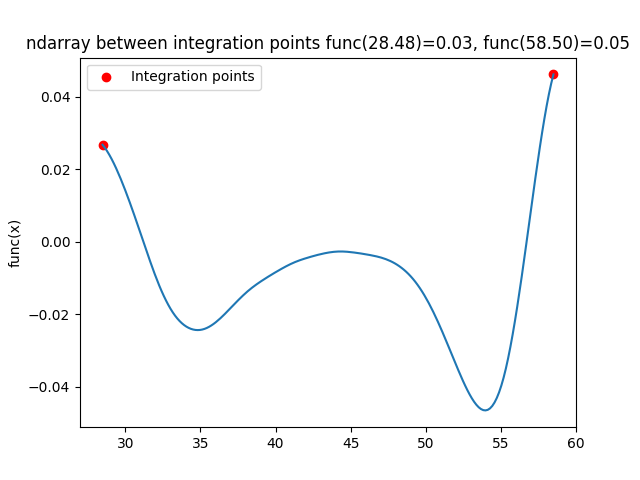 ndarray between integration points func(28.48)=0.03, func(58.50)=0.05
Integration points
func(x)
0.04
0.02
0.00
−0.02
−0.04
30 35 40 45 50 55 60